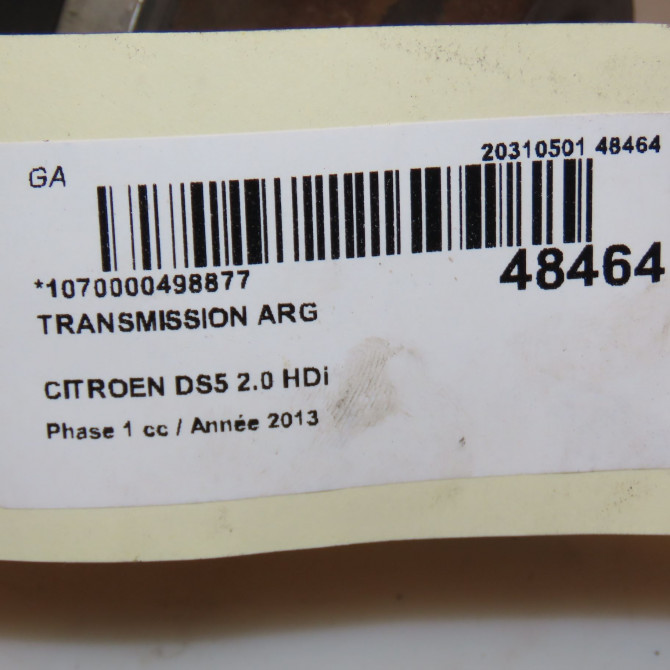 GA
20310501 48464
*1070000498877
48464
TRANSMISSION ARG
CITROEN DS5 2.0 HDi
Phase 1 cc / Année 2013